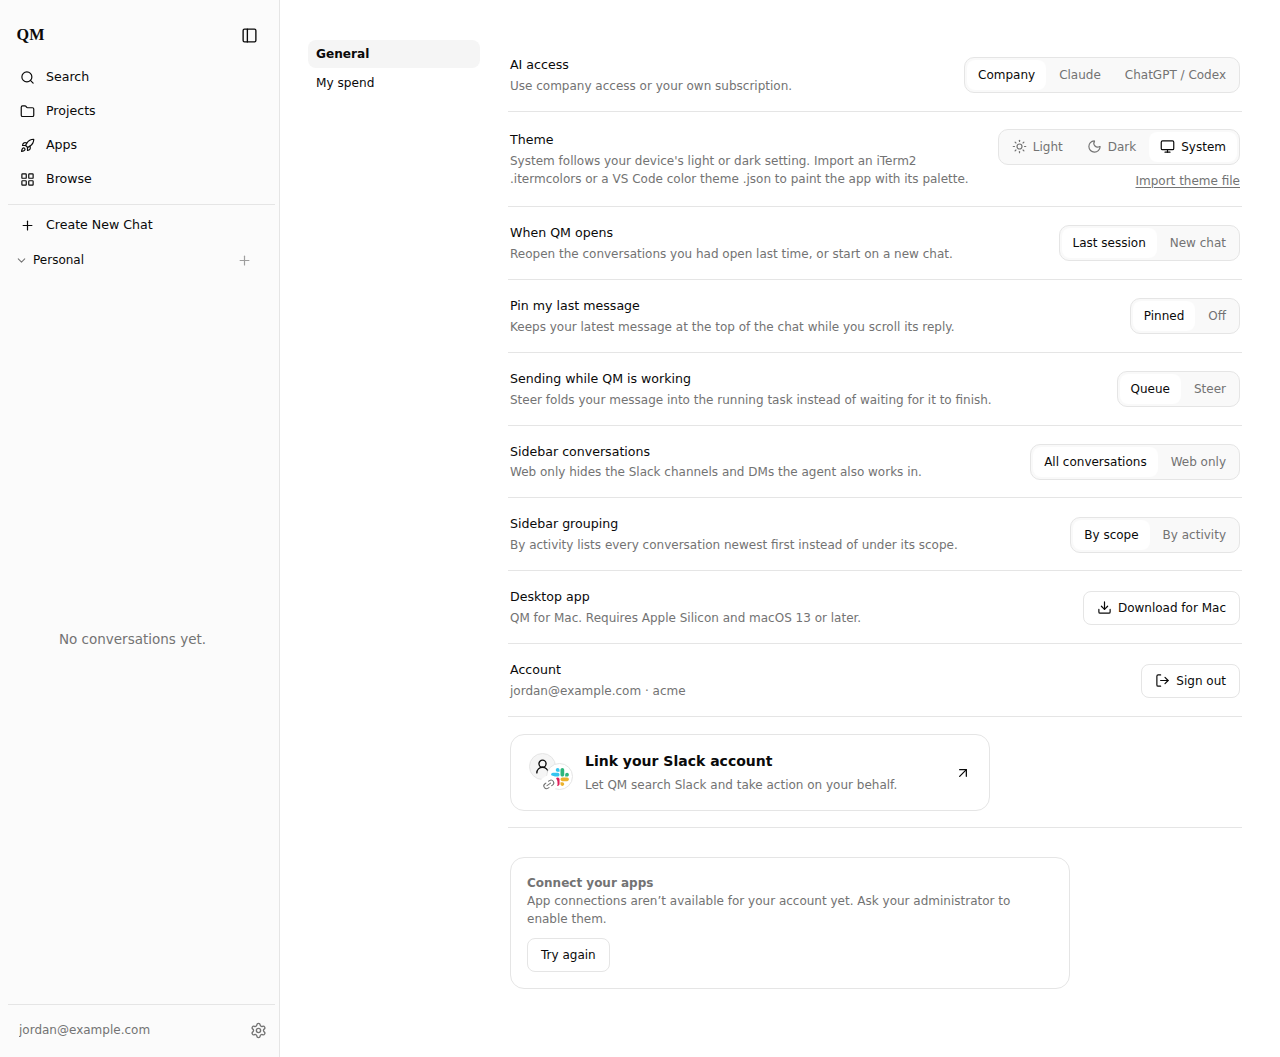 QM
Search
Projects
Apps
Browse
Create New Chat
Personal
No conversations yet.
jordan@example.com
General
My spend
AI access
Use company access or your own subscription.
Company
Claude
ChatGPT / Codex
Theme
System follows your device's light or dark setting. Import an iTerm2
.itermcolors or a VS Code color theme .json to paint the app with its palette.
Light
Dark
System
Import theme file
When QM opens
Reopen the conversations you had open last time, or start on a new chat.
Last session
New chat
Pin my last message
Keeps your latest message at the top of the chat while you scroll its reply.
Pinned
Off
Sending while QM is working
Steer folds your message into the running task instead of waiting for it to finish.
Queue
Steer
Sidebar conversations
Web only hides the Slack channels and DMs the agent also works in.
All conversations
Web only
Sidebar grouping
By activity lists every conversation newest first instead of under its scope.
By scope
By activity
Desktop app
QM for Mac. Requires Apple Silicon and macOS 13 or later.
Download for Mac
Account
jordan@example.com · acme
Sign out
Link your Slack account
Let QM search Slack and take action on your behalf.
Connect your apps
App connections aren’t available for your account yet. Ask your administrator to
enable them.
Try again